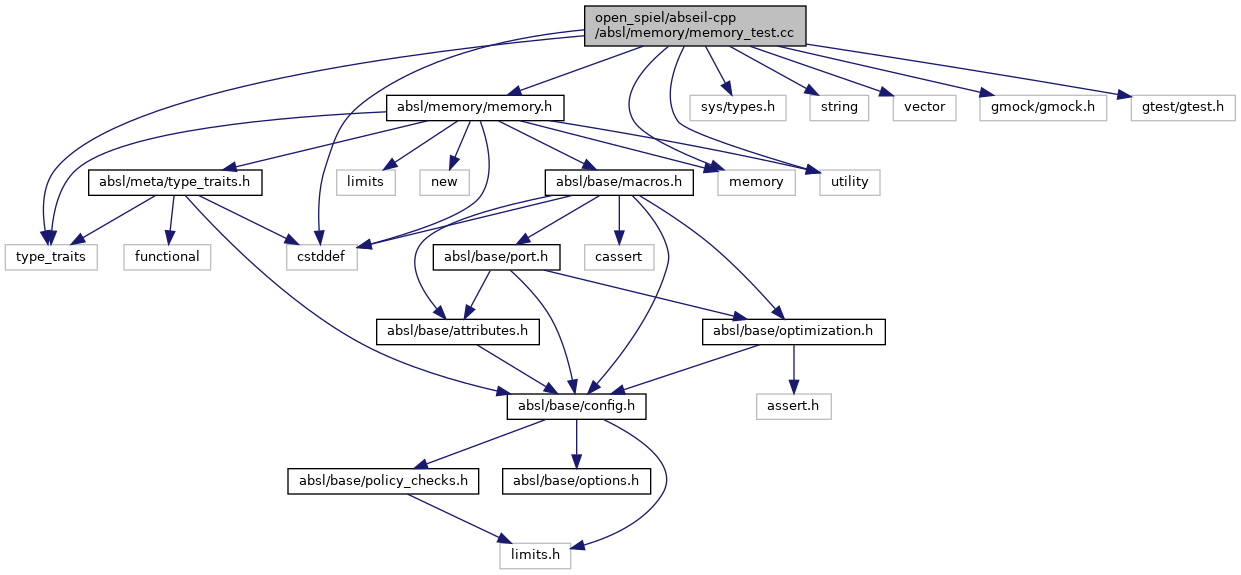 open_spiel/abseil-cpp
/absl/memory/memory_test.cc
absl/memory/memory.h
sys/types.h
string
vector
gmock/gmock.h
gtest/gtest.h
absl/meta/type_traits.h
limits
new
absl/base/macros.h
memory
utility
type_traits
functional
cstddef
absl/base/port.h
cassert
absl/base/attributes.h
absl/base/optimization.h
absl/base/config.h
assert.h
absl/base/policy_checks.h
absl/base/options.h
limits.h